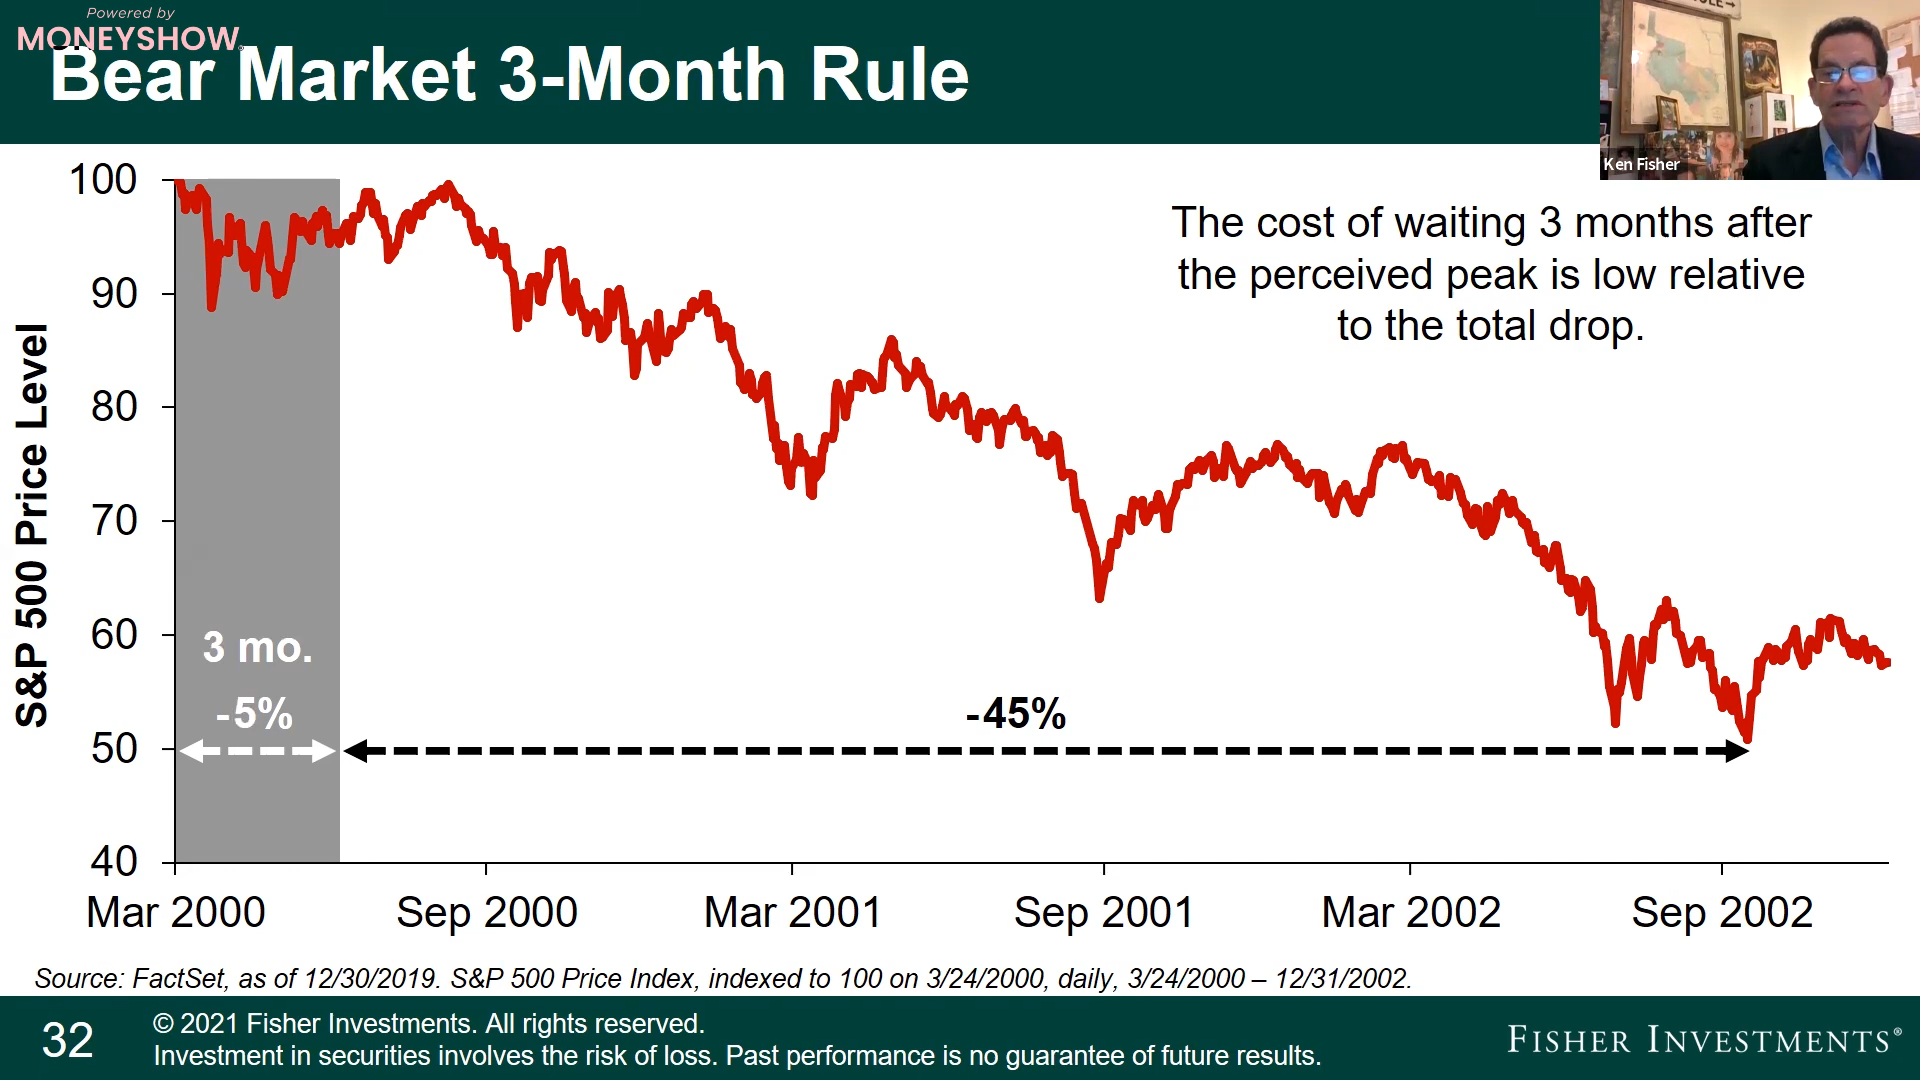 Powered by
MONEYSHOW
Bear Market 3-Month Rule
Ken Fisher
The cost of waiting 3 months after
the perceived peak is low relative
to the total drop.
S&P 500 Price Level
100
90
80
70
60
50
40
3 mo.
-5%
-45%
Mar 2000
Sep 2000
Mar 2001
Sep 2001
Mar 2002
Sep 2002
Source: FactSet, as of 12/30/2019. S&P 500 Price Index, indexed to 100 on 3/24/2000, daily, 3/24/2000 – 12/31/2002.
32
© 2021 Fisher Investments. All rights reserved.
Investment in securities involves the risk of loss. Past performance is no guarantee of future results.
FISHER INVESTMENTS®